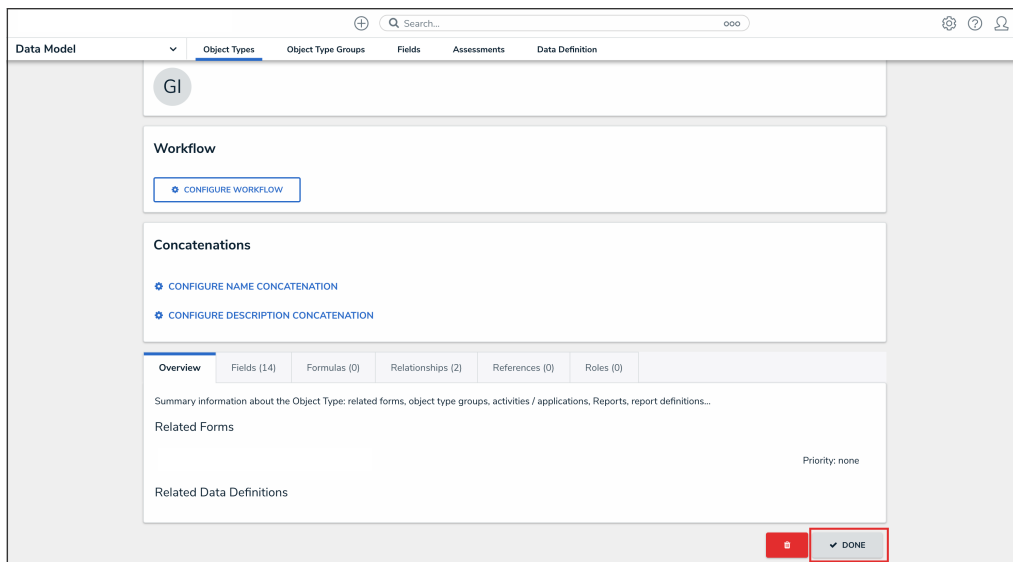 Search...
ooo
Data Model
Object Types
Object Type Groups
Fields
Assessments
Data Definition
GI
Workflow
CONFIGURE WORKFLOW
Concatenations
CONFIGURE NAME CONCATENATION
CONFIGURE DESCRIPTION CONCATENATION
Overview
Fields (14)
Formulas (0)
Relationships (2)
References (0)
Roles (0)
Summary information about the Object Type: related forms, object type groups, activities / applications, Reports, report definitions...
Related Forms
Priority: none
Related Data Definitions
DONE